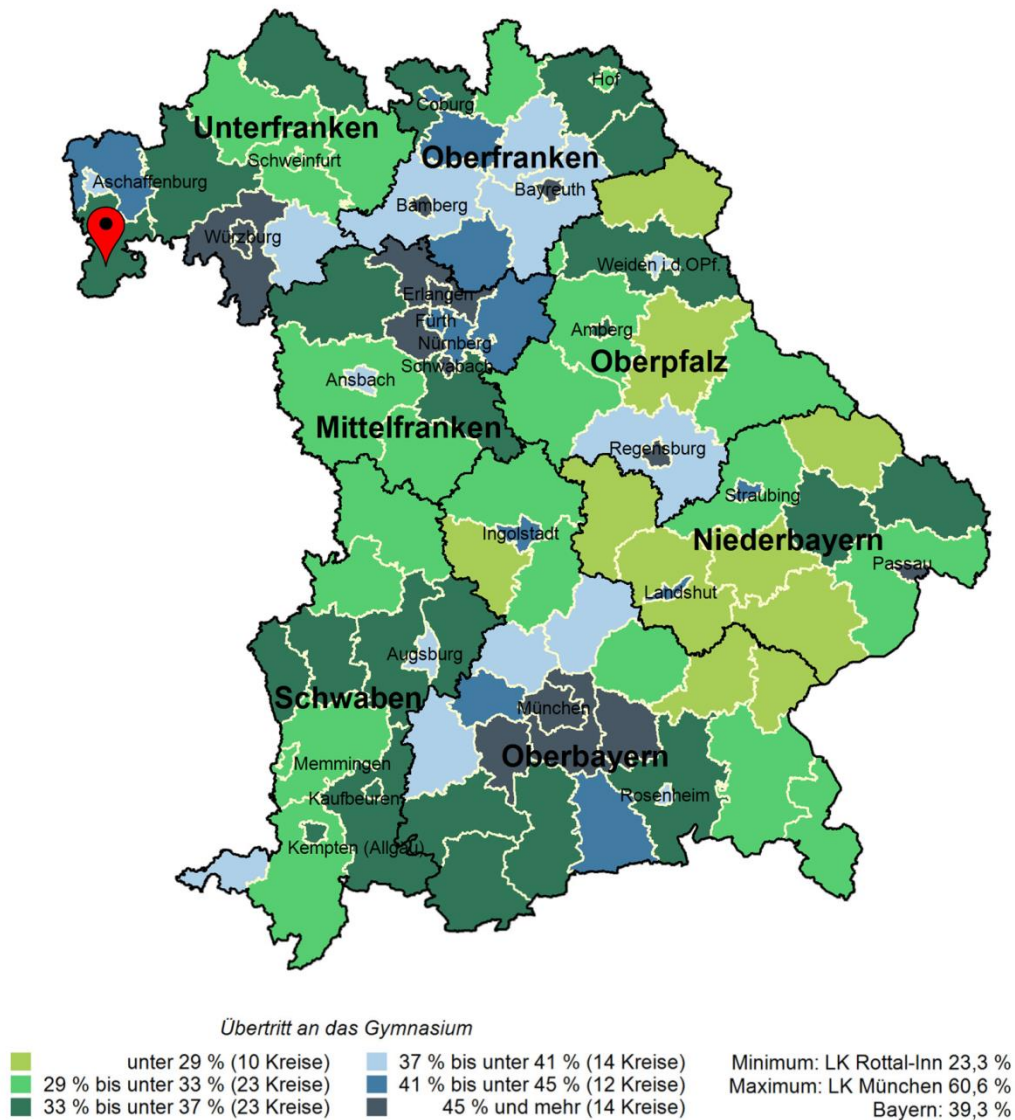 Hof
Coburg
Unterfranken
Oberfranken
Schweinfurt
Aschaffenburg
Bayreuth
Bamberg
Würzburg
Weiden i.d.OPf.
Erlangen
Fürth
Amberg
Nürnberg
Oberpfalz
Schwabach
Ansbach
Mittelfranken
Regensburg
Straubing
Ingolstadt
Niederbayern
Passau
Landshut
Augsburg
Schwaben
München
Oberbayern
Memmingen
Kaufbeuren
Rosenheim
Kempten (Allgäu)
Übertritt an das Gymnasium
unter 29 % (10 Kreise)
29 % bis unter 33 % (23 Kreise)
33 % bis unter 37 % (23 Kreise)
37 % bis unter 41 % (14 Kreise)
41 % bis unter 45 % (12 Kreise)
45 % und mehr (14 Kreise)
Minimum: LK Rottal-Inn 23,3 %
Maximum: LK München 60,6 %
Bayern: 39,3 %